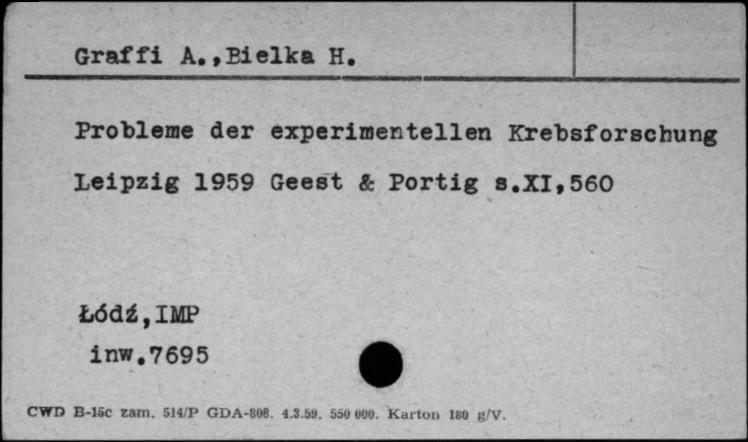 Graffi A.,Bielka H.
Probleme der experimentellen Krebsforschung
Leipzig 1959 Geest & Portig s.XI,560
Łódź,IMP
inw.7695
CWD B-15c zam. 514/P GDA-808. 4.3.59. 550 000. Karton 180 g/V.